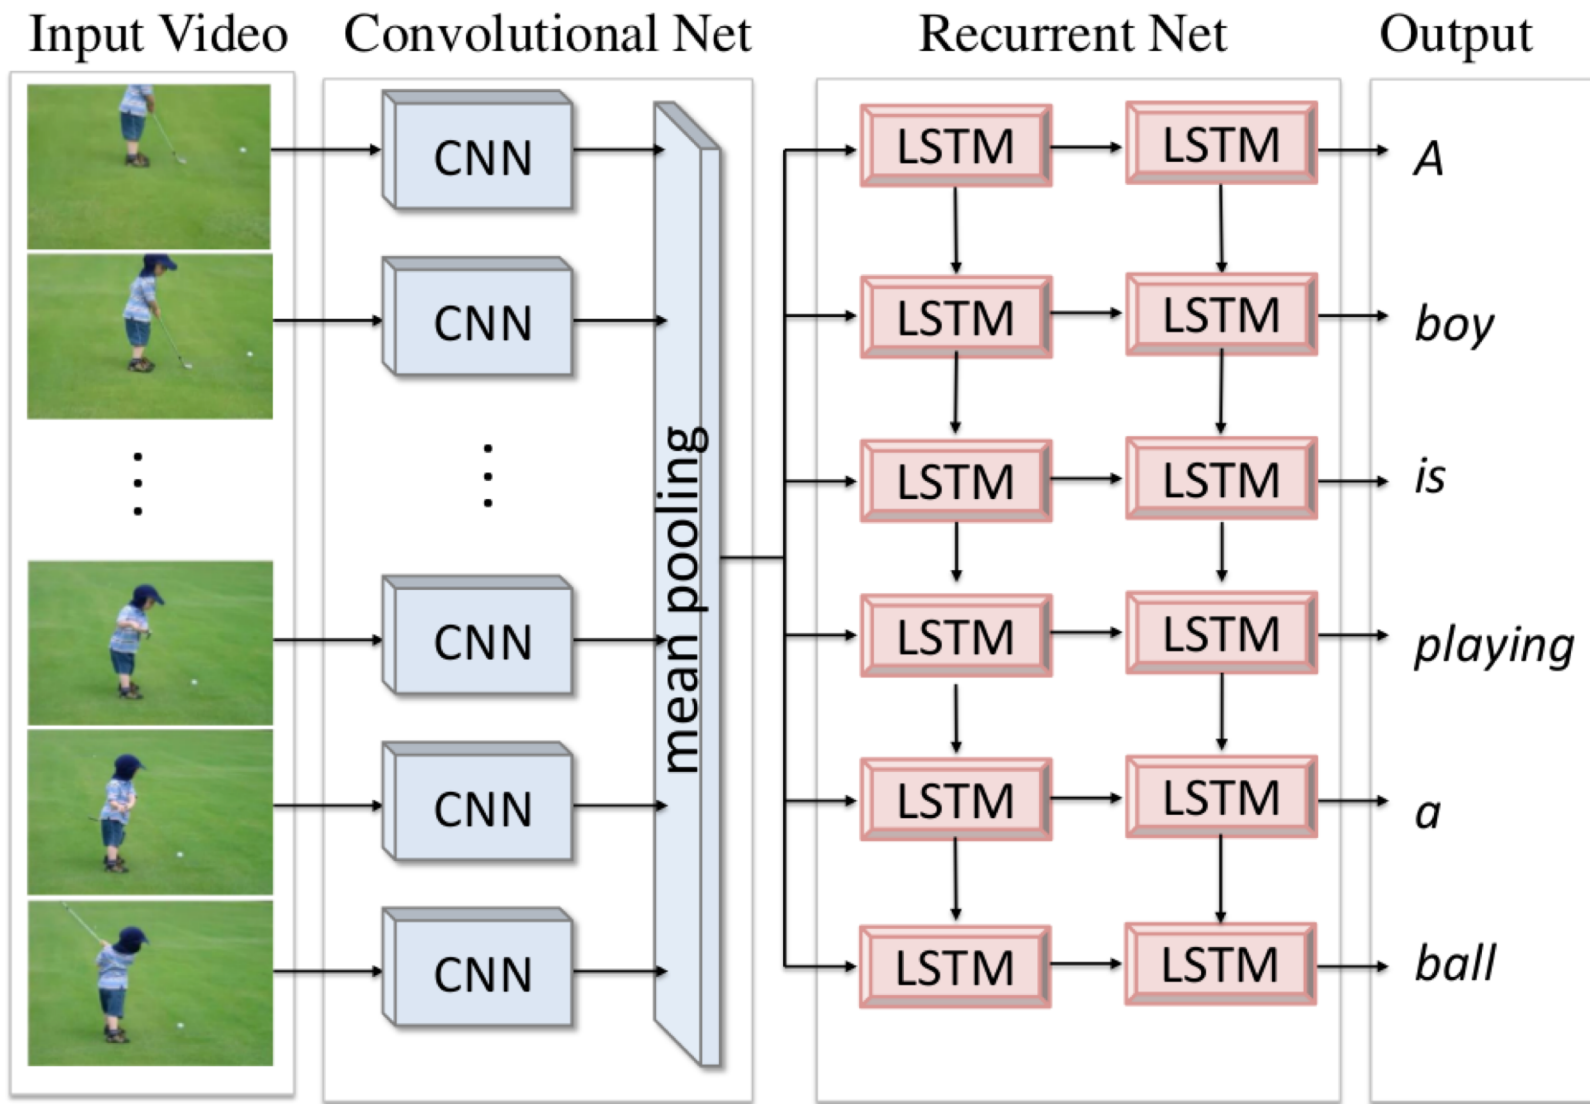 Input Video Convolutional Net Recurrent Net Output
CNN LSTM LSTM A
CNN LSTM LSTM boy
LSTM LSTM is
mean pooling
CNN LSTM LSTM playing
CNN LSTM LSTM a
CNN LSTM LSTM ball